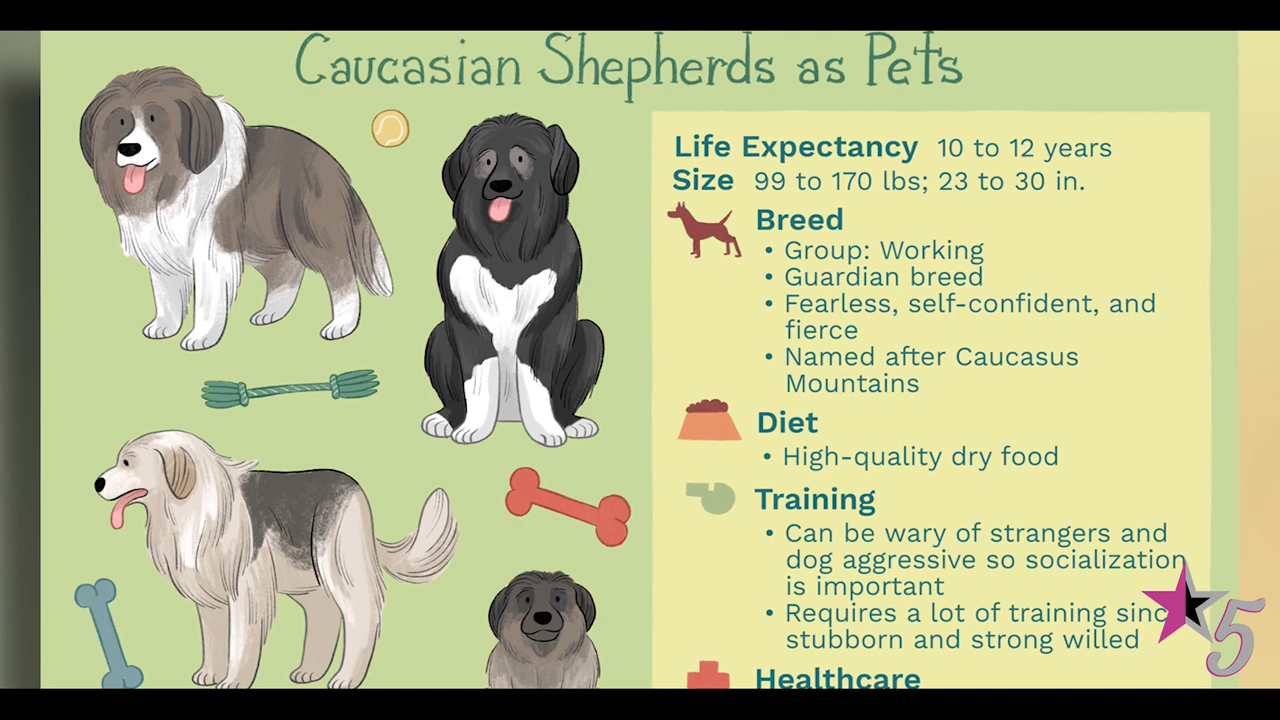 Caucasian Shepherds as Pets
Life Expectancy 10 to 12 years
Size 99 to 170 lbs; 23 to 30 in.
Breed
• Group: Working
• Guardian breed
• Fearless, self-confident, and
fierce
• Named after Caucasus
Mountains
Diet
• High-quality dry food
Training
• Can be wary of strangers and
dog aggressive so socialization
is important
• Requires a lot of training sinc
stubborn and strong willed
Healthcare
5